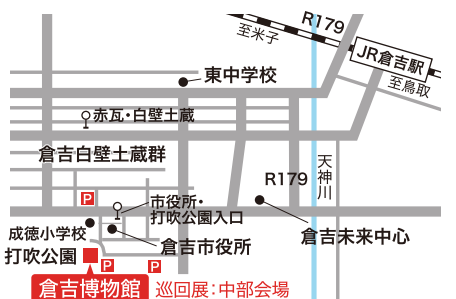 R179
至米子
JR倉吉駅
至鳥取
東中学校
赤瓦・白壁土蔵
倉吉白壁土蔵群
天神川
R179
P
市役所・
打吹公園入口
成徳小学校
倉吉未来中心
倉吉市役所
打吹公園
P
P
倉吉博物館
巡回展：中部会場